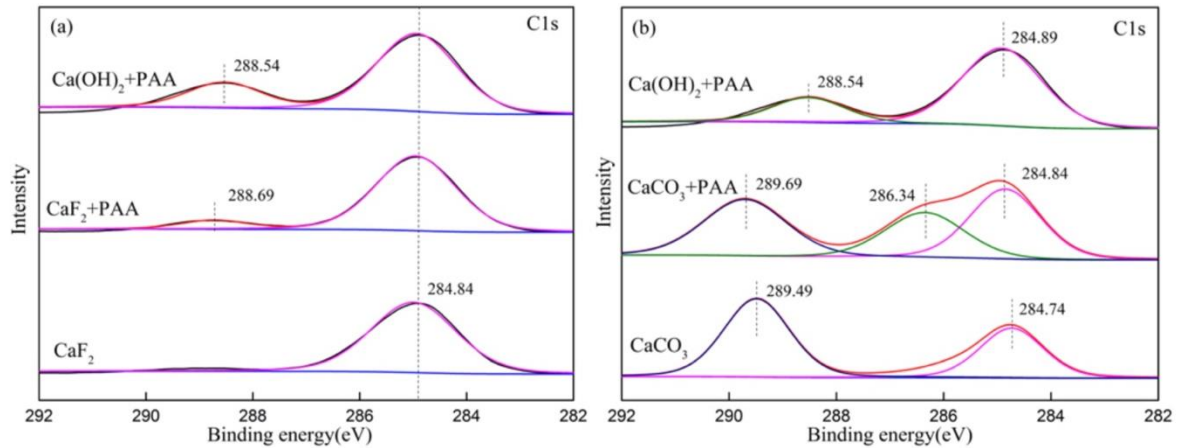 (a)
C1s
288.54
Ca(OH)₂+PAA
288.69
CaF₂+PAA
284.84
CaF₂
Intensity
292 290 288 286 284 282
Binding energy(eV)
(b)
C1s
284.89
Ca(OH)₂+PAA
288.54
284.84
CaCO₃+PAA
289.69
286.34
289.49
284.74
CaCO₃
Intensity
292 290 288 286 284 282
Binding energy(eV)